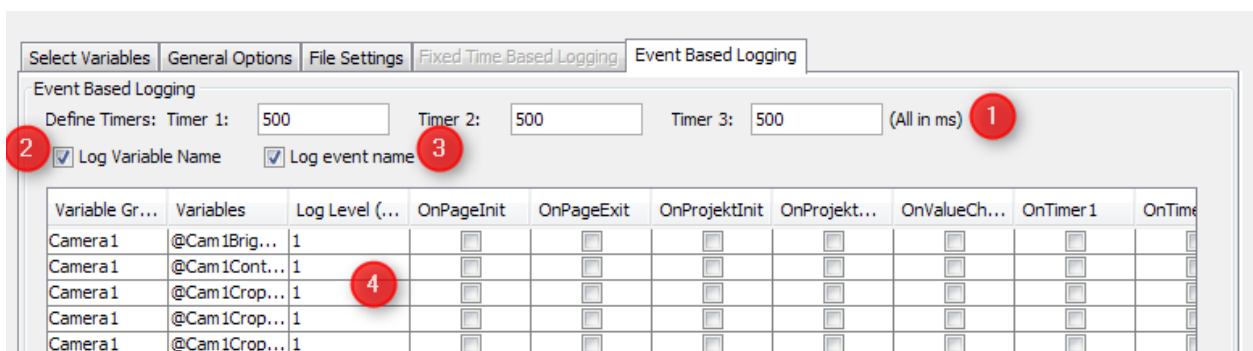 Select Variables General Options File Settings Fixed Time Based Logging Event Based Logging
Event Based Logging
Define Timers: Timer 1: 500 Timer 2: 500 Timer 3: 500 (All in ms) 1
2 Log Variable Name Log event name 3
Variable Gr... Variables Log Level (... OnPageInit OnPageExit OnProjektInit OnProjekt... OnValueCh... OnTimer1 OnTime
Camera1 @Cam1Brig... 1
Camera1 @Cam1Cont... 1
Camera1 @Cam1Crop... 1 4
Camera1 @Cam1Crop... 1
Camera1 @Cam1Crop... 1